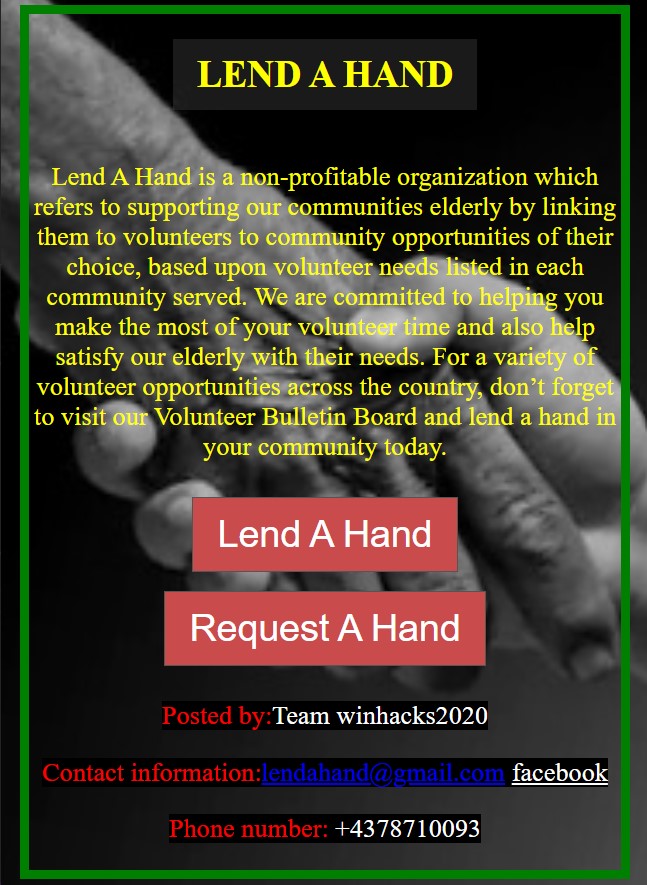 LEND A HAND
Lend A Hand is a non-profitable organization which
refers to supporting our communities elderly by linking
them to volunteers to community opportunities of their
choice, based upon volunteer needs listed in each
community served. We are committed to helping you
make the most of your volunteer time and also help
satisfy our elderly with their needs. For a variety of
volunteer opportunities across the country, don’t forget
to visit our Volunteer Bulletin Board and lend a hand in
your community today.
Lend A Hand
Request A Hand
Posted by:Team winhacks2020
Contact information:lendahand@gmail.com facebook
Phone number: +4378710093